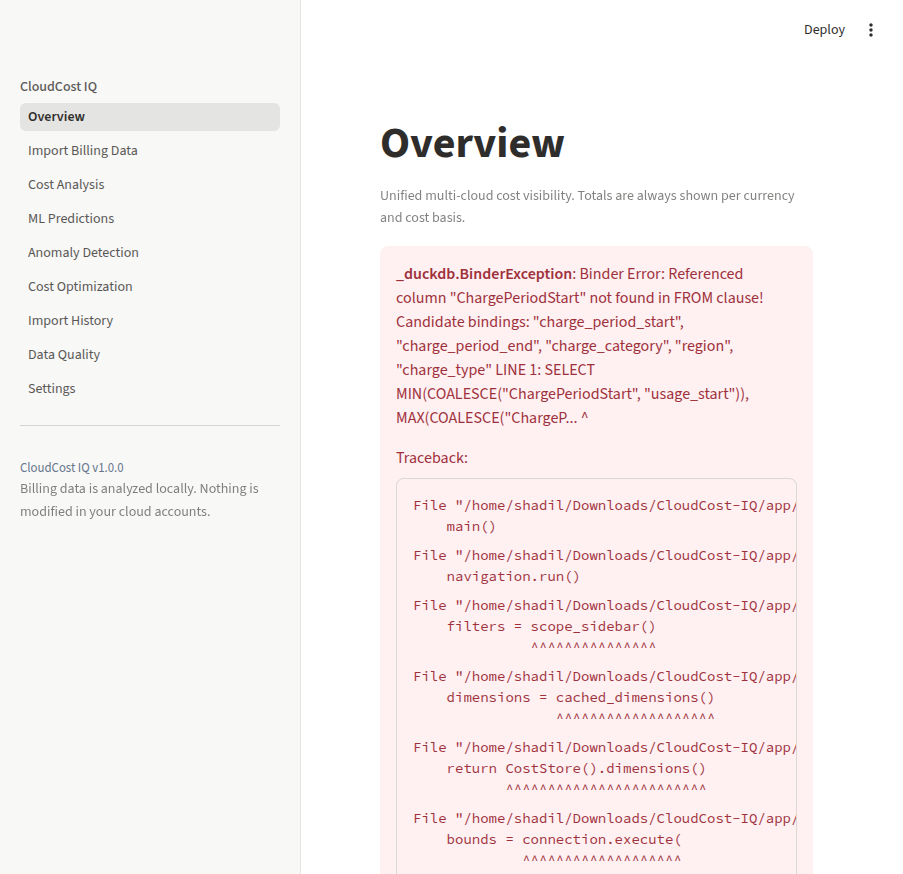 Deploy
CloudCost IQ
Overview
Import Billing Data
Cost Analysis
ML Predictions
Anomaly Detection
Cost Optimization
Import History
Data Quality
Settings
CloudCost IQ v1.0.0
Billing data is analyzed locally. Nothing is
modified in your cloud accounts.
Overview
Unified multi-cloud cost visibility. Totals are always shown per currency
and cost basis.
_duckdb.BinderException: Binder Error: Referenced
column "ChargePeriodStart" not found in FROM clause!
Candidate bindings: "charge_period_start",
"charge_period_end", "charge_category", "region",
"charge_type" LINE 1: SELECT
MIN(COALESCE("ChargePeriodStart", "usage_start")),
MAX(COALESCE("ChargeP... ^
Traceback:
File "/home/shadil/Downloads/CloudCost-IQ/app/
main()
File "/home/shadil/Downloads/CloudCost-IQ/app/
navigation.run()
File "/home/shadil/Downloads/CloudCost-IQ/app/
filters = scope_sidebar()
^^^^^^^^^^^^^^^
File "/home/shadil/Downloads/CloudCost-IQ/app/
dimensions = cached_dimensions()
^^^^^^^^^^^^^^^^^^^
File "/home/shadil/Downloads/CloudCost-IQ/app/
return CostStore().dimensions()
^^^^^^^^^^^^^^^^^^^^^^^^
File "/home/shadil/Downloads/CloudCost-IQ/app/
bounds = connection.execute(
^^^^^^^^^^^^^^^^^^^